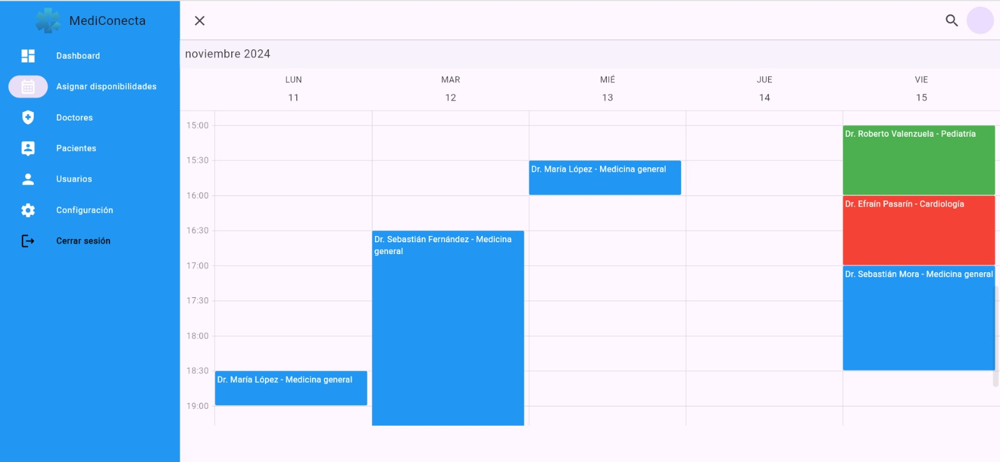 MediConecta
Dashboard
Asignar disponibilidades
Doctores
Pacientes
Usuarios
Configuración
Cerrar sesión
noviembre 2024
LUN
MAR
MIÉ
JUE
VIE
11
12
13
14
15
15:00
15:30
16:00
16:30
17:00
17:30
18:00
18:30
19:00
Dr. María López - Medicina general
Dr. Sebastián Fernández - Medicina
general
Dr. María López - Medicina general
Dr. Roberto Valenzuela - Pediatría
Dr. Efraín Pasarín - Cardiología
Dr. Sebastián Mora - Medicina general